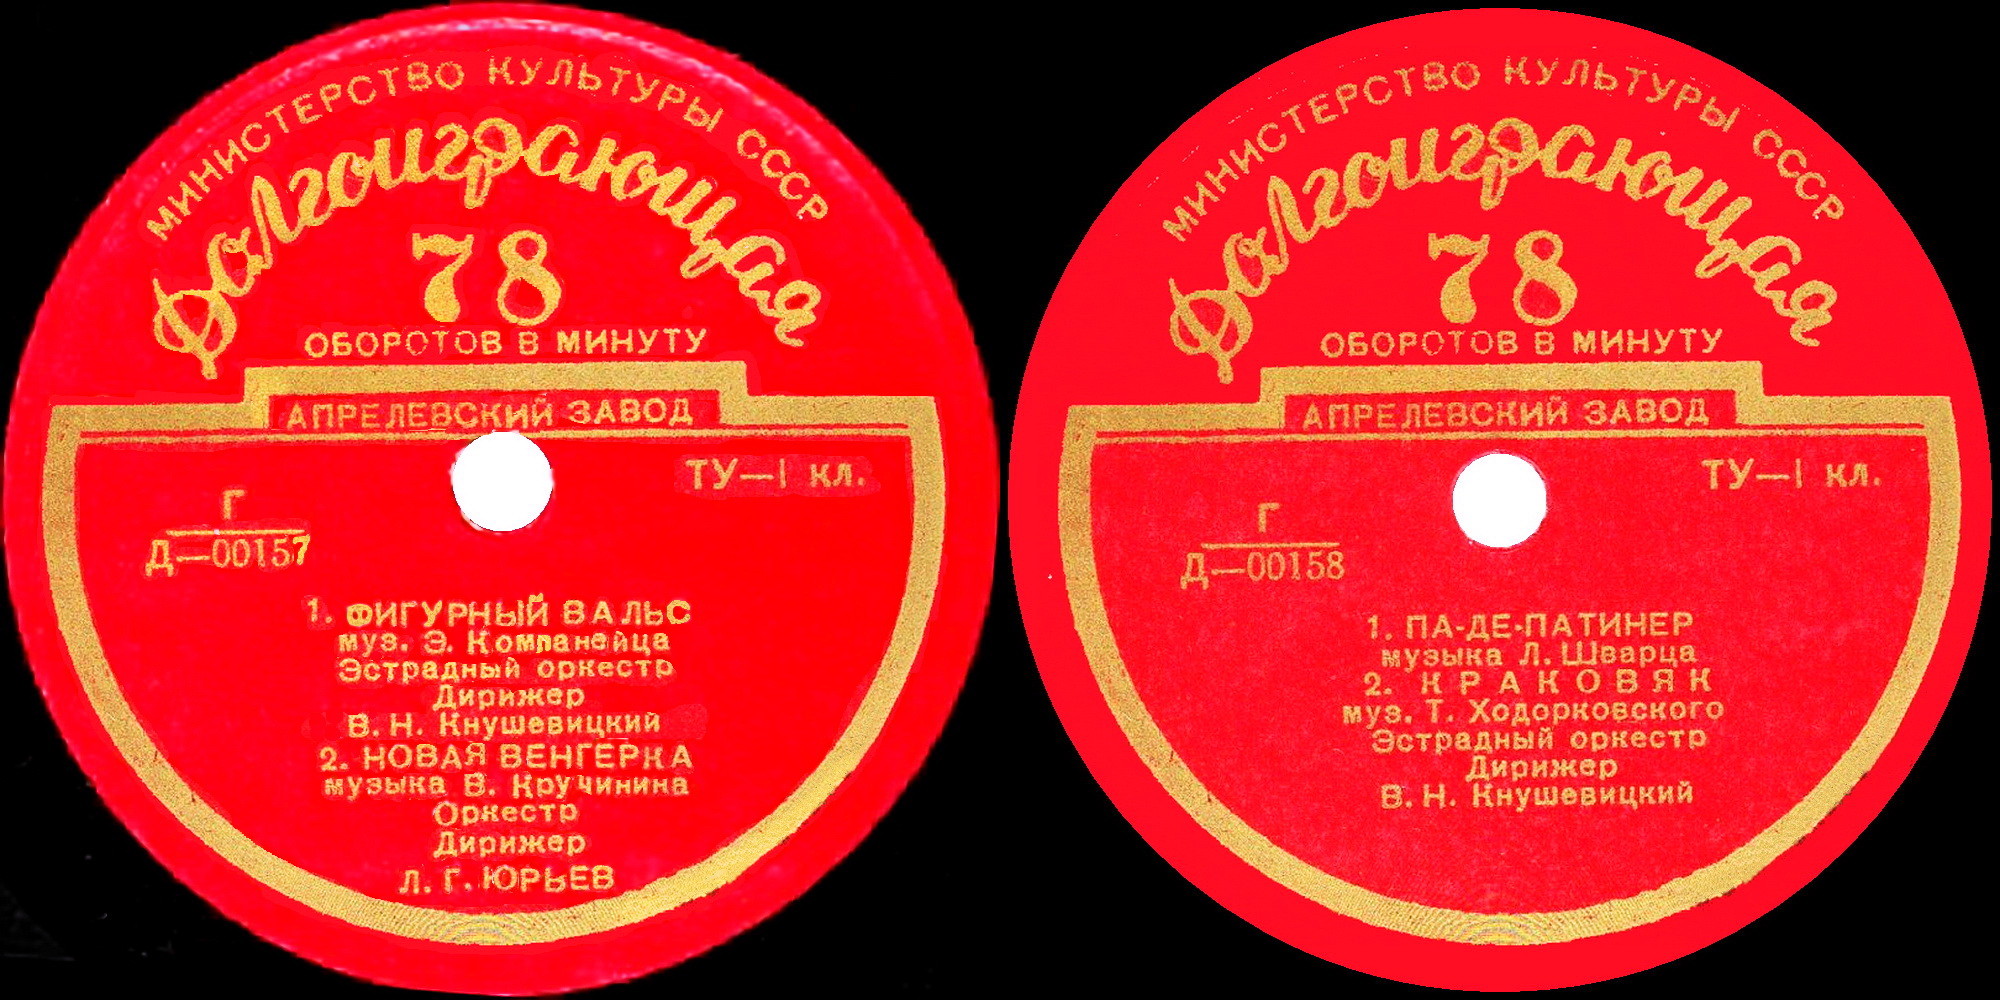 МИНИСТЕРСТВО КУЛЬТУРЫ СССР
Долгоиграющая
78
ОБОРОТОВ В МИНУТУ
АПРЕЛЕВСКИЙ ЗАВОД
ТУ—I кл.
Г
Д—00157
1. ФИГУРНЫЙ ВАЛЬС
муз. Э. Компанейца
Эстрадный оркестр
Дирижер
В. Н. Кнушевицкий
2. НОВАЯ ВЕНГЕРКА
музыка В. Кручинина
Оркестр
Дирижер
Л. Г. ЮРЬЕВ
МИНИСТЕРСТВО КУЛЬТУРЫ СССР
Долгоиграющая
78
ОБОРОТОВ В МИНУТУ
АПРЕЛЕВСКИЙ ЗАВОД
ТУ—I кл.
Г
Д—00158
1. ПА-ДЕ-ПАТИНЕР
музыка Л. Шварца
2. КРАКОВЯК
муз. Т. Ходорковского
Эстрадный оркестр
Дирижер
В. Н. Кнушевицкий